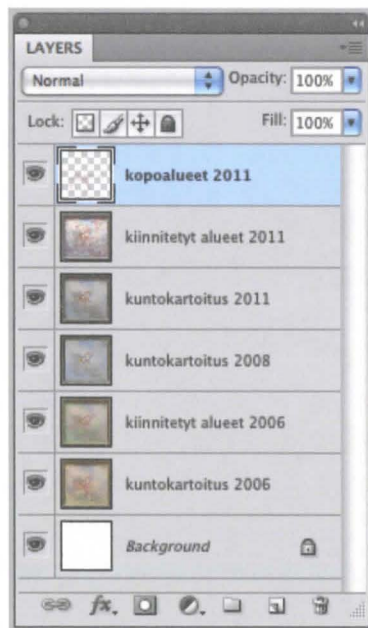 LAYERS
Normal Opacity: 100%
Lock: Fill: 100%
kopoalueet 2011
kiinnitetyt alueet 2011
kuntokartoitus 2011
kuntokartoitus 2008
kiinnitetyt alueet 2006
kuntokartoitus 2006
Background
fx.